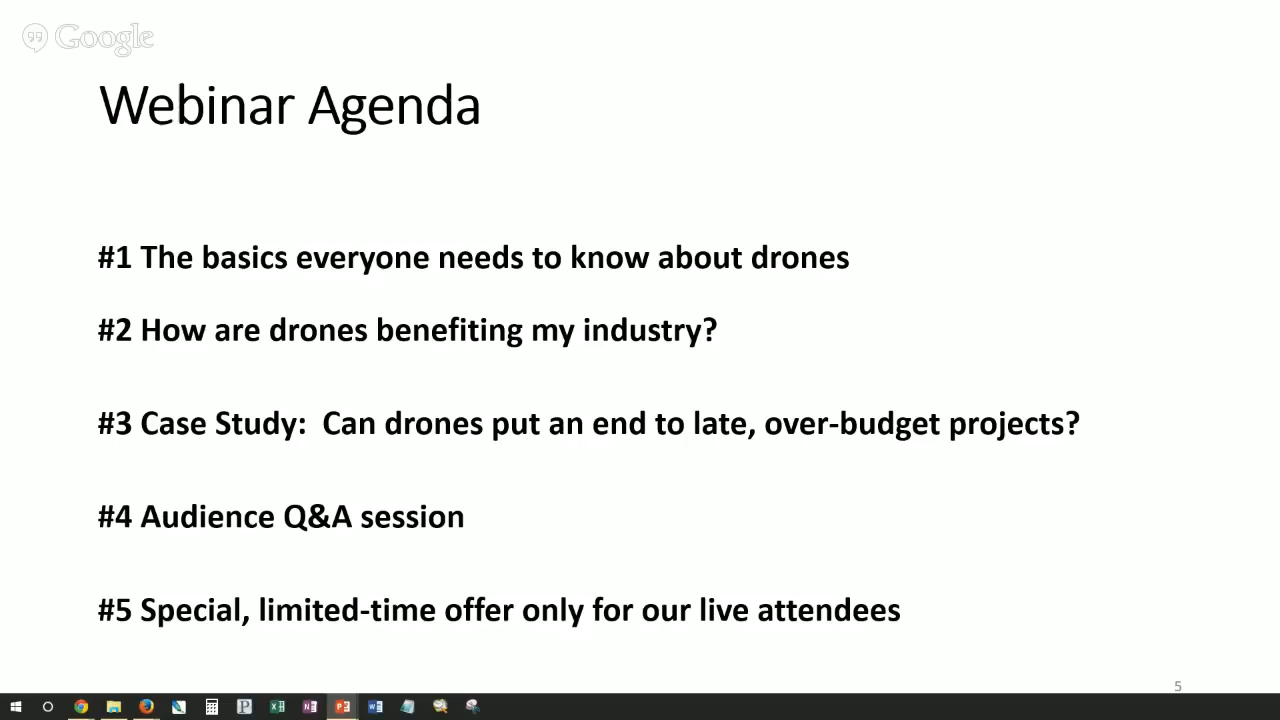 Google
Webinar Agenda
#1 The basics everyone needs to know about drones
#2 How are drones benefiting my industry?
#3 Case Study:  Can drones put an end to late, over-budget projects?
#4 Audience Q&A session
#5 Special, limited-time offer only for our live attendees
5